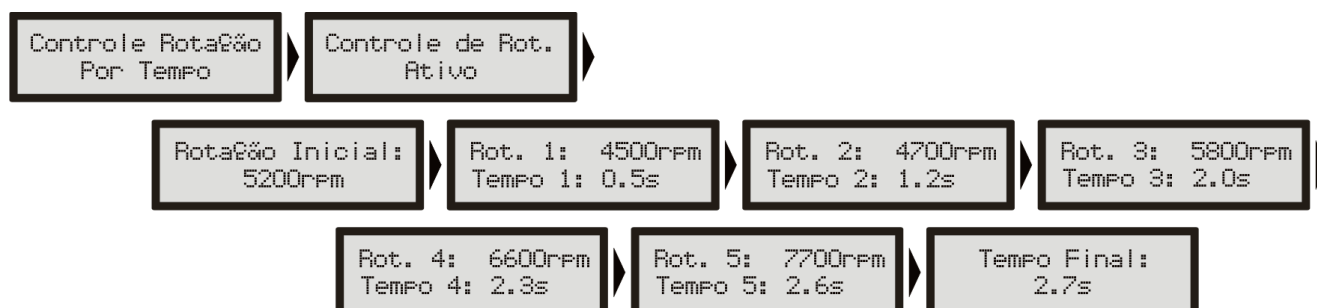 Controle Rotação
Por Tempo
Controle de Rot.
Ativo
Rotação Inicial:
5200rpm
Rot. 1: 4500rpm
Tempo 1: 0.5s
Rot. 2: 4700rpm
Tempo 2: 1.2s
Rot. 3: 5800rpm
Tempo 3: 2.0s
Rot. 4: 6600rpm
Tempo 4: 2.3s
Rot. 5: 7700rpm
Tempo 5: 2.6s
Tempo Final:
2.7s